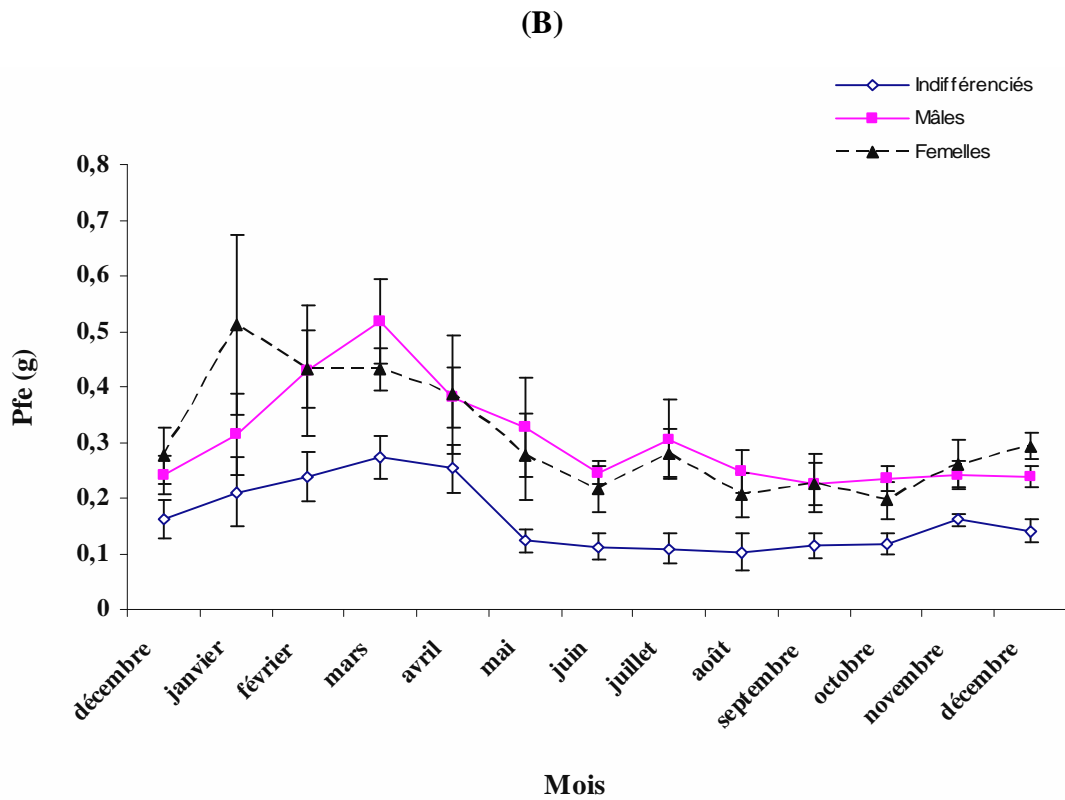 (B)
Indifférenciés
Mâles
Femelles
0,8
0,7
0,6
0,5
0,4
0,3
0,2
0,1
0
Pfe (g)
décembre
janvier
février
mars
avril
mai
juin
juillet
août
septembre
octobre
novembre
décembre
Mois